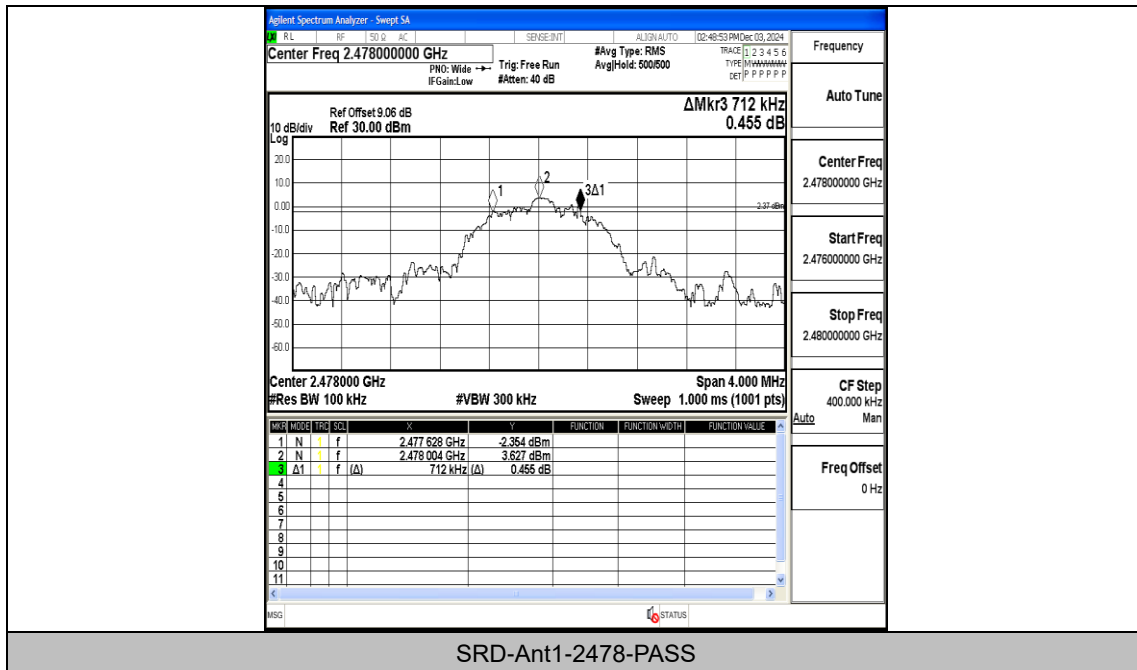 Agilent Spectrum Analyzer - Swept SA
RL RF 50 Ω AC SENSE:INT ALIGN AUTO 02:48:53 PM Dec 03, 2024
Center Freq 2.478000000 GHz
PNO: Wide
IFGain:Low
Trig: Free Run
#Atten: 40 dB
#Avg Type: RMS
Avg|Hold: 500/500
TRACE 1 2 3 4 5 6
TYPE M
DET P P P P P P
Ref Offset 9.06 dB
Ref 30.00 dBm
10 dB/div
Log
ΔMkr3 712 kHz
0.455 dB
20.0
10.0
0.00
-10.0
-20.0
-30.0
-40.0
-50.0
-60.0
1
2
3Δ1
Center 2.478000 GHz Span 4.000 MHz
#Res BW 100 kHz #VBW 300 kHz Sweep 1.000 ms (1001 pts)
MKR MODE TRC SCL X Y FUNCTION FUNCTION WIDTH FUNCTION VALUE
1 N 1 f 2.477 628 GHz -2.354 dBm
2 N 1 f 2.478 004 GHz 3.627 dBm
3 Δ1 1 f (Δ) 712 kHz (Δ) 0.455 dB
4
5
6
7
8
9
10
11
MSG STATUS
Frequency
Auto Tune
Center Freq
2.478000000 GHz
Start Freq
2.476000000 GHz
Stop Freq
2.480000000 GHz
CF Step
400.000 kHz
Auto Man
Freq Offset
0 Hz
SRD-Ant1-2478-PASS